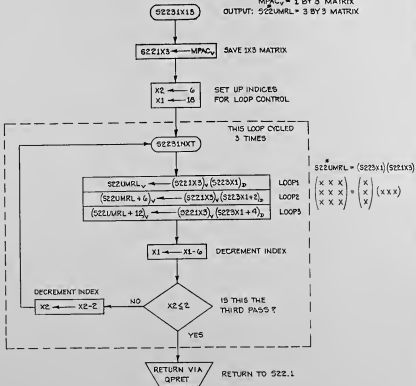 MPACv = 1 BY 3 MATRIX
OUTPUT: S22UMRL* = 3 BY 3 MATRIX
S2231X13
S221X3 ← MPACv
SAVE 1X3 MATRIX
X2 ← 6
X1 ← 18
SET UP INDICES
FOR LOOP CONTROL
THIS LOOP CYCLED
3 TIMES
S2231NXT
S22UMRLv ← (S221X3)v (S223X1)D
LOOP1
(S22UMRL + 6)v ← (S221X3)v (S223X1+2)D
LOOP2
(S22UMRL + 12)v ← (S221X3)v (S223X1+4)D
LOOP3
S22UMRL* = (S223X1)(S221X3)
(X X X) (X)
(X X X) = (X) (X X X)
(X X X) (X)
X1 ← X1-6
DECREMENT INDEX
DECREMENT INDEX
X2 ← X2-2
NO
X2≤2
IS THIS THE
THIRD PASS?
YES
RETURN VIA
QPRET
RETURN TO S22.1